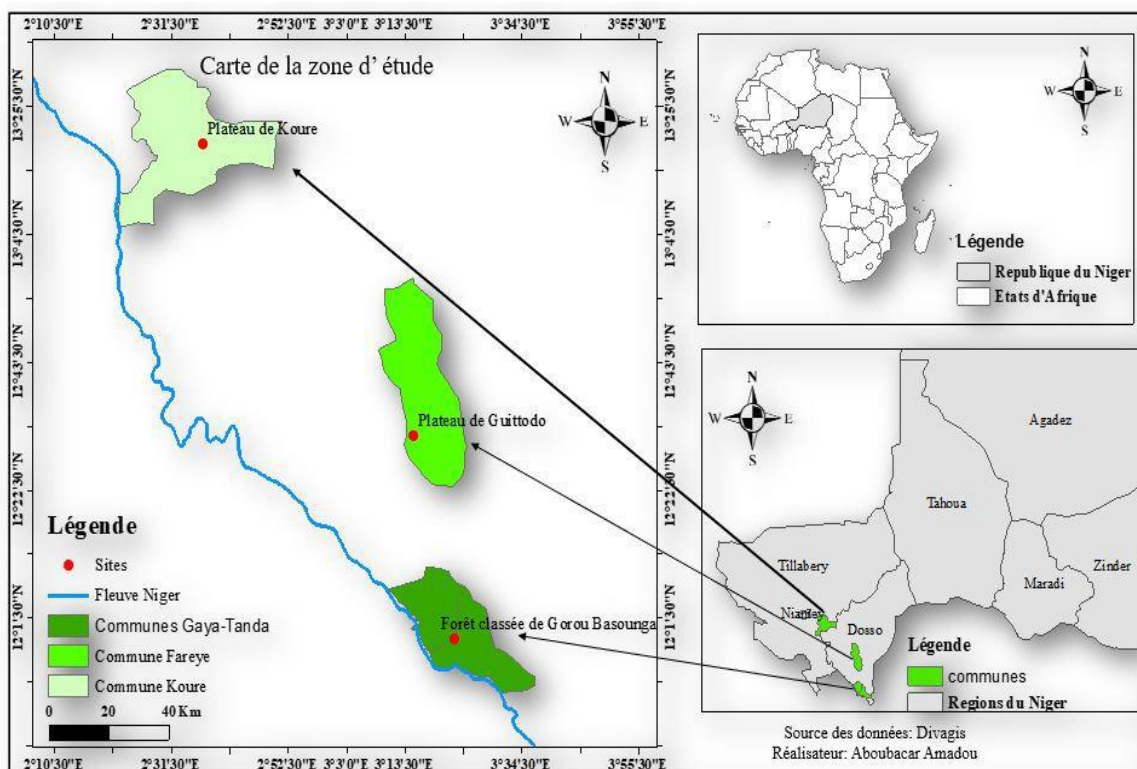 2°10'30"E 2°31'30"E 2°52'30"E 3°0'0"E 3°13'30"E 3°34'30"E 3°55'30"E
Carte de la zone d' étude
N
W E
S
Plateau de Koure
Plateau de Guittodo
Forêt classée de Gorou Basounga
13°25'30"N
13°4'30"N
12°43'30"N
12°22'30"N
12°1'30"N
Légende
Sites
Fleuve Niger
Communes Gaya-Tanda
Commune Fareye
Commune Koure
0 20 40 Km
13°25'30"N
13°4'30"N
12°43'30"N
12°22'30"N
12°1'30"N
2°10'30"E 2°31'30"E 2°52'30"E 3°0'0"E 3°13'30"E 3°34'30"E 3°55'30"E
N
W E
S
Légende
Republique du Niger
Etats d'Afrique
N
W E
S
Agadez
Tahoua
Tillabery
Zinder
Maradi
Niamey
Dosso
Légende
communes
Regions du Niger
Source des données: Divagis
Réalisateur: Aboubacar Amadou